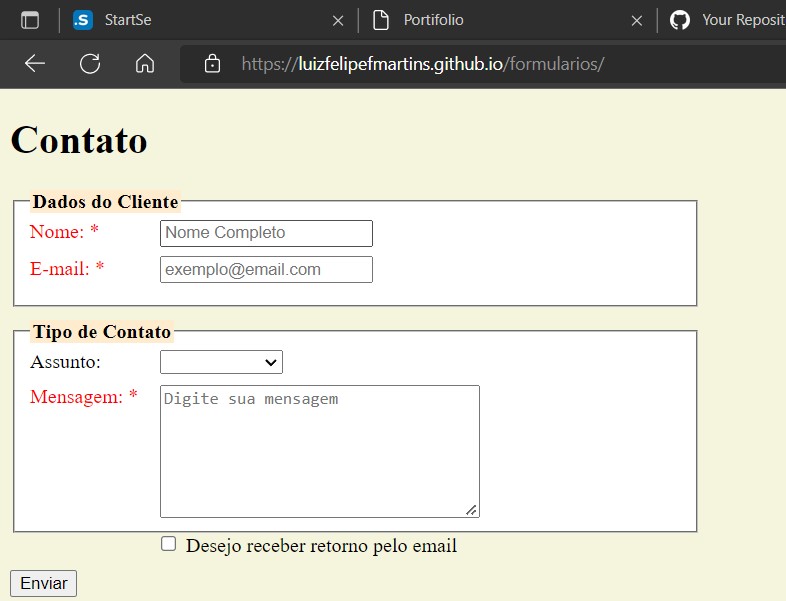 .S StartSe Portifolio Your Reposit
https://luizfelipefmartins.github.io/formularios/
Contato
Dados do Cliente
Nome: * Nome Completo
E-mail: * exemplo@email.com
Tipo de Contato
Assunto:
Mensagem: * Digite sua mensagem
Desejo receber retorno pelo email
Enviar